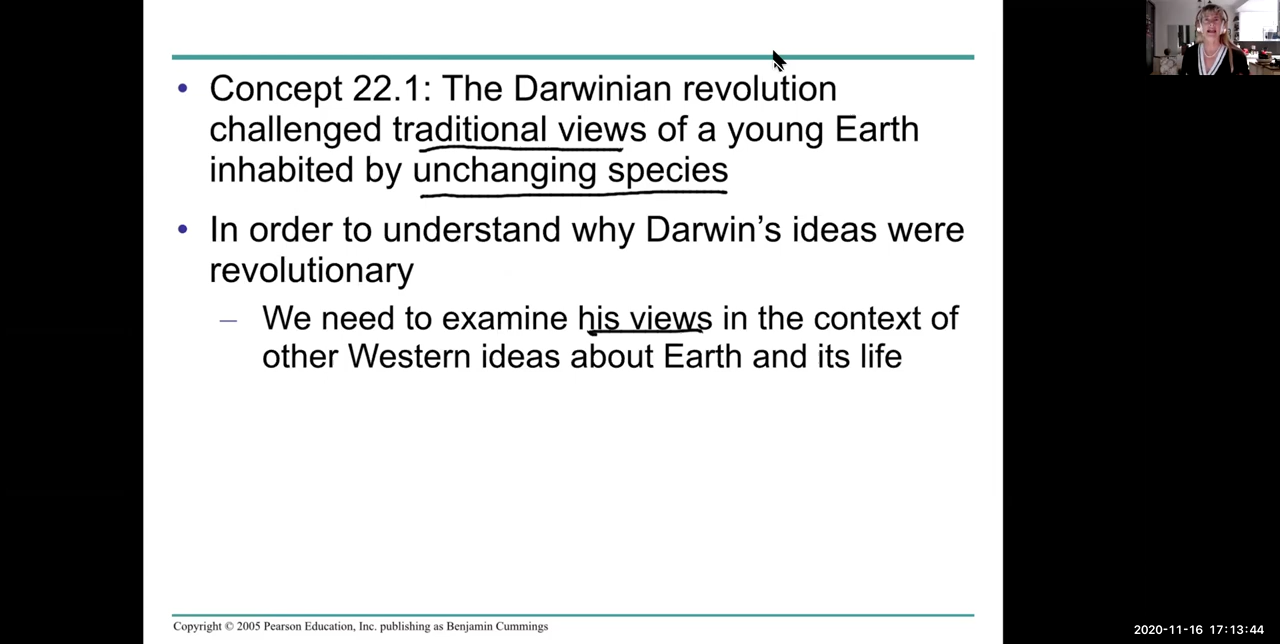 • Concept 22.1: The Darwinian revolution
challenged traditional views of a young Earth
inhabited by unchanging species
• In order to understand why Darwin’s ideas were
revolutionary
– We need to examine his views in the context of
other Western ideas about Earth and its life
Copyright © 2005 Pearson Education, Inc. publishing as Benjamin Cummings
2020-11-16 17:13:44